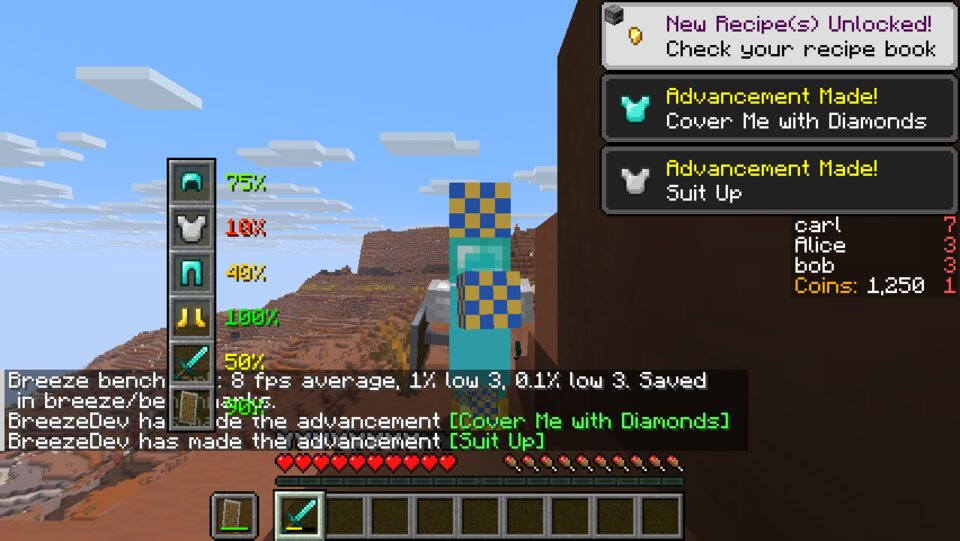 New Recipe(s) Unlocked!
Check your recipe book
Advancement Made!
Cover Me with Diamonds
Advancement Made!
Suit Up
carl 7
Alice 3
bob 3
Coins: 1,250 1
75%
10%
40%
100%
50%
90%
Breeze bench : 8 fps average, 1% low 3, 0.1% low 3. Saved
in breeze/be marks.
BreezeDev ha de the advancement [Cover Me with Diamonds]
BreezeDev has made the advancement [Suit Up]